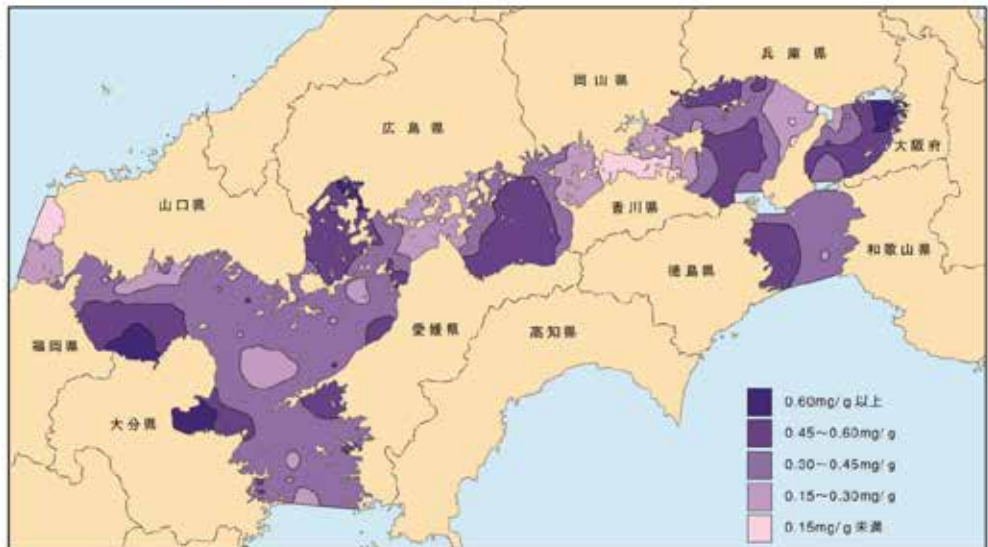 兵庫県
岡山県
広島県
大阪府
山口県
香川県
和歌山県
徳島県
愛媛県
高知県
福岡県
大分県
0.60mg/g以上
0.45～0.60mg/g
0.30～0.45mg/g
0.15～0.30mg/g
0.15mg/g未満